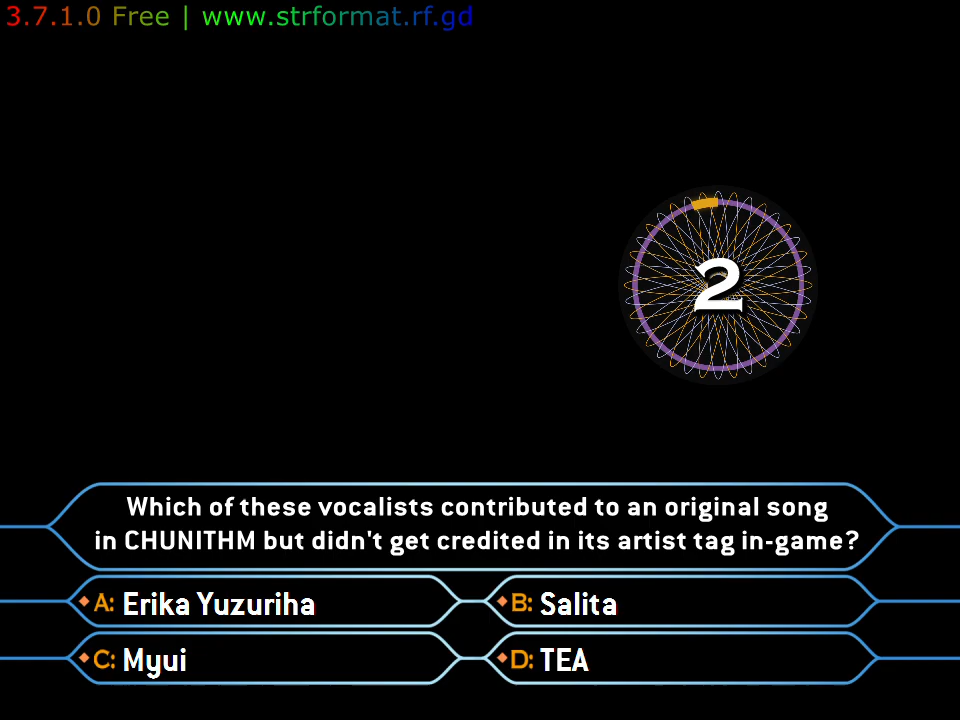 3.7.1.0 Free | www.strformat.rf.gd
2
Which of these vocalists contributed to an original song
in CHUNITHM but didn't get credited in its artist tag in-game?
A: Erika Yuzuriha
B: Salita
C: Myui
D: TEA